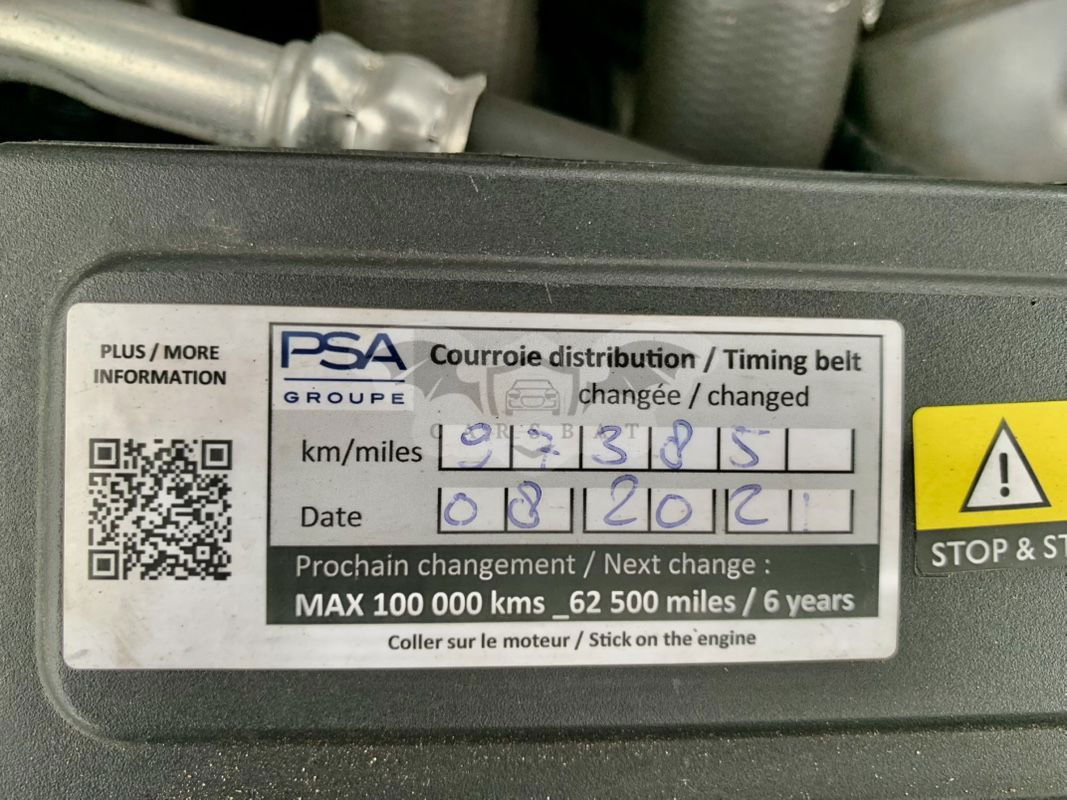 PLUS / MORE
INFORMATION
PSA
GROUPE
Courroie distribution / Timing belt
changée / changed
CARSBAT
km/miles 97385
Date 08 2021
Prochain changement / Next change :
MAX 100 000 kms _62 500 miles / 6 years
Coller sur le moteur / Stick on the engine
STOP & ST